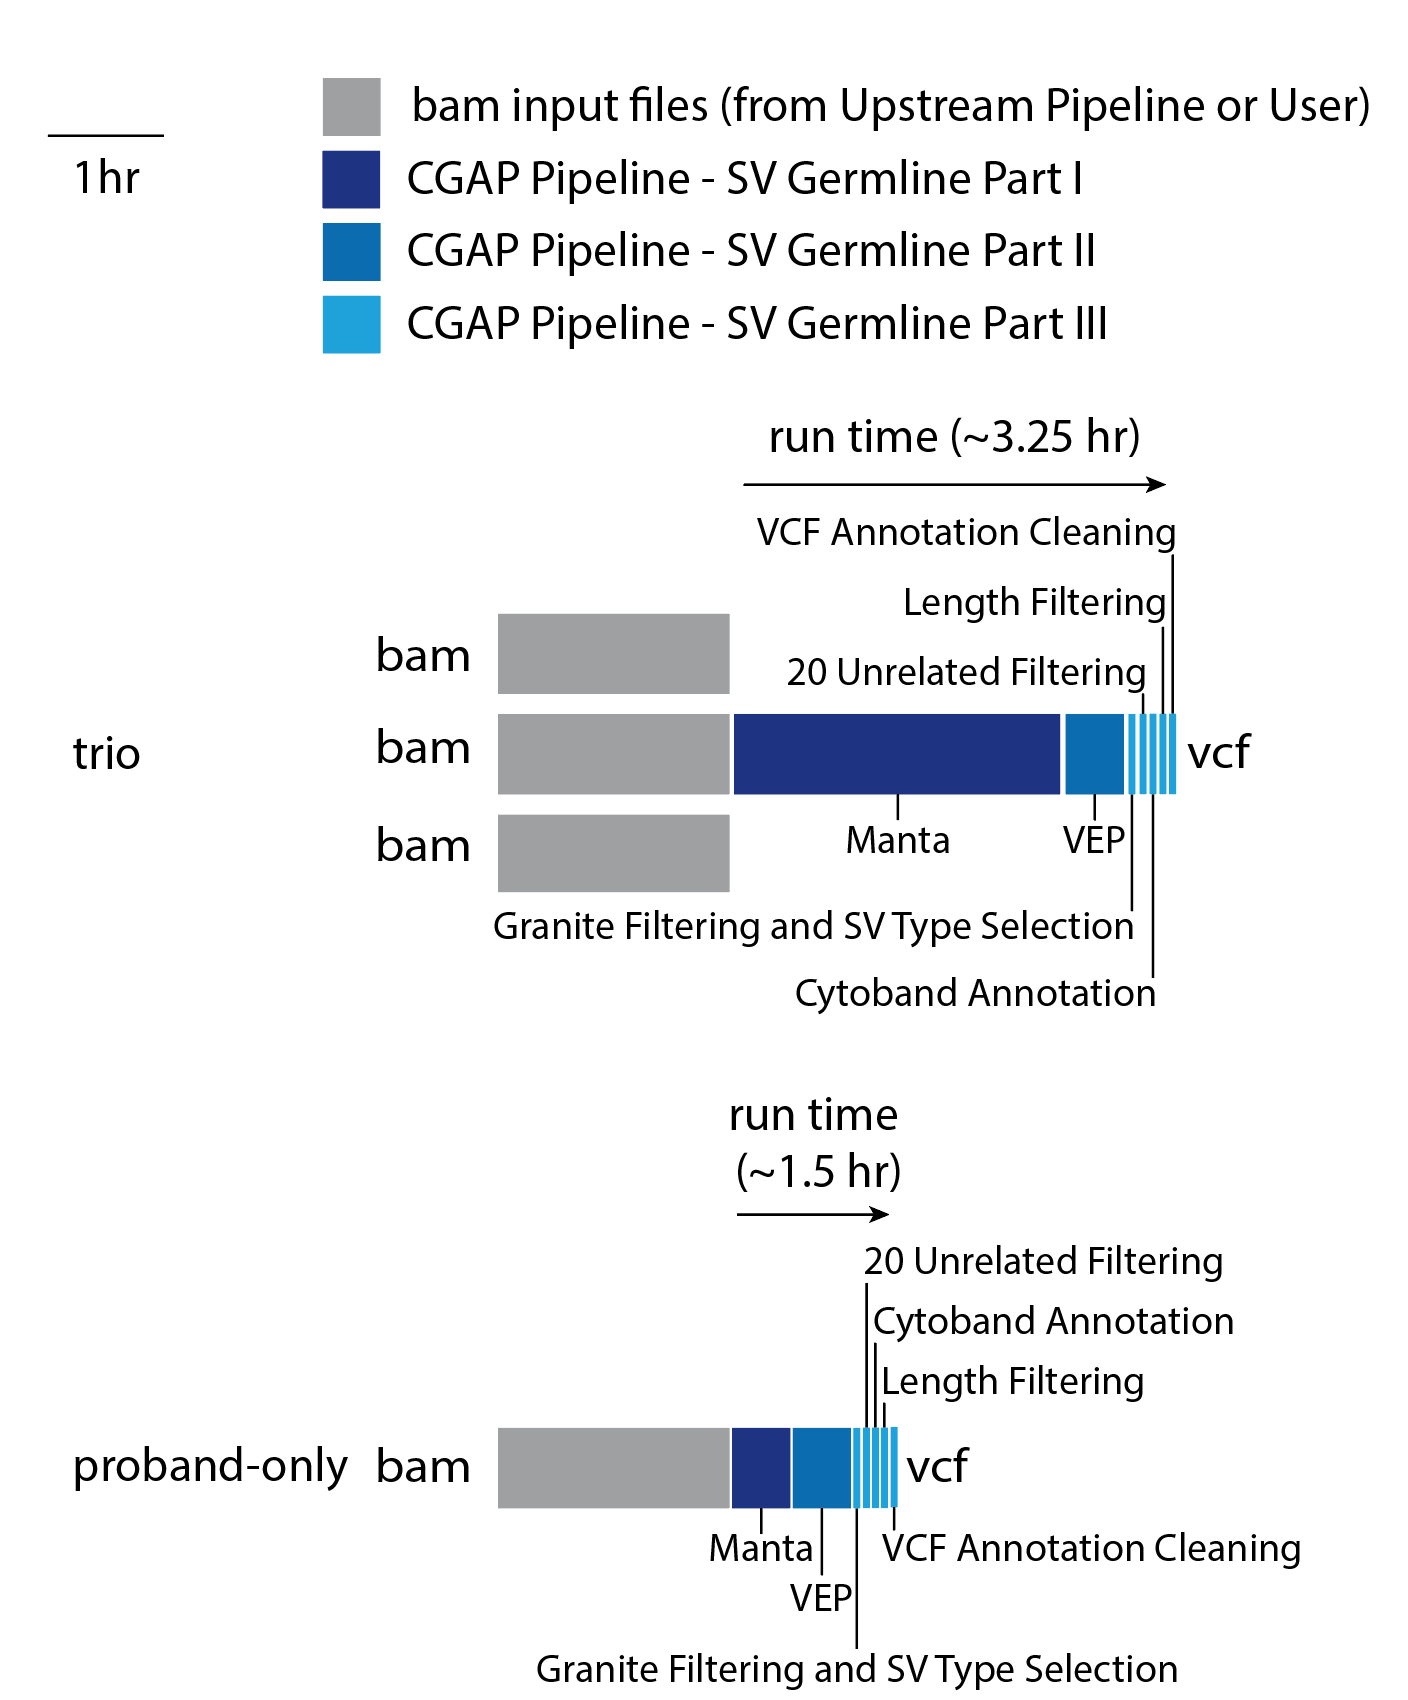 bam input files (from Upstream Pipeline or User)
1hr
CGAP Pipeline - SV Germline Part I
CGAP Pipeline - SV Germline Part II
CGAP Pipeline - SV Germline Part III
run time (~3.25 hr)
VCF Annotation Cleaning
Length Filtering
20 Unrelated Filtering
bam
trio
bam
vcf
bam
Manta
VEP
Granite Filtering and SV Type Selection
Cytoband Annotation
run time
(~1.5 hr)
20 Unrelated Filtering
Cytoband Annotation
Length Filtering
proband-only
bam
vcf
Manta
VCF Annotation Cleaning
VEP
Granite Filtering and SV Type Selection